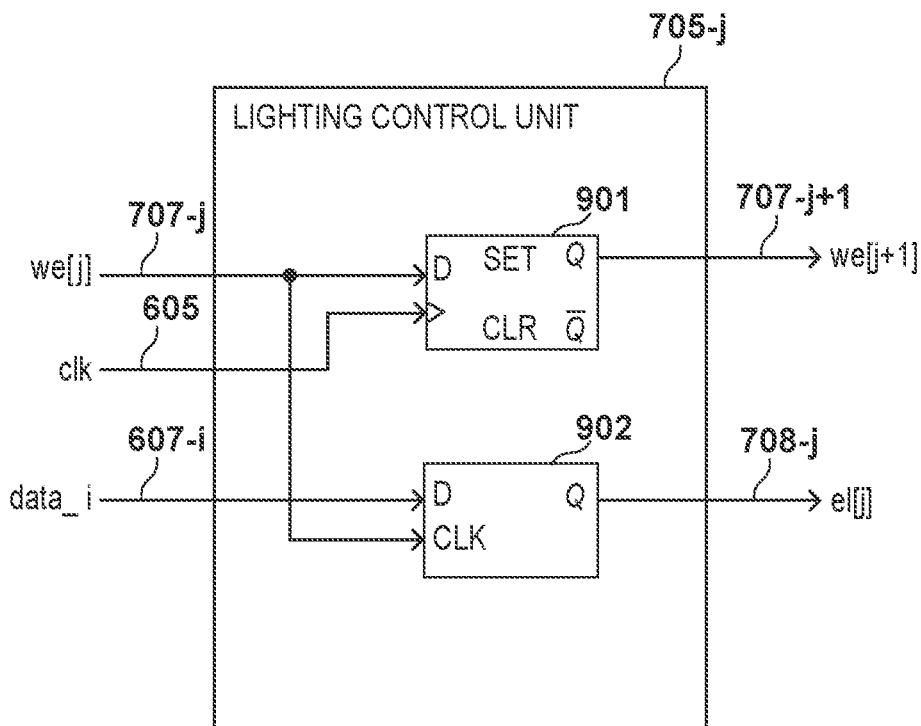 705-j
LIGHTING CONTROL UNIT
707-j
901
707-j+1
we[j]
D SET Q
we[j+1]
605
CLR Q̅
clk
607-i
902
708-j
data_ i
D Q
el[j]
CLK